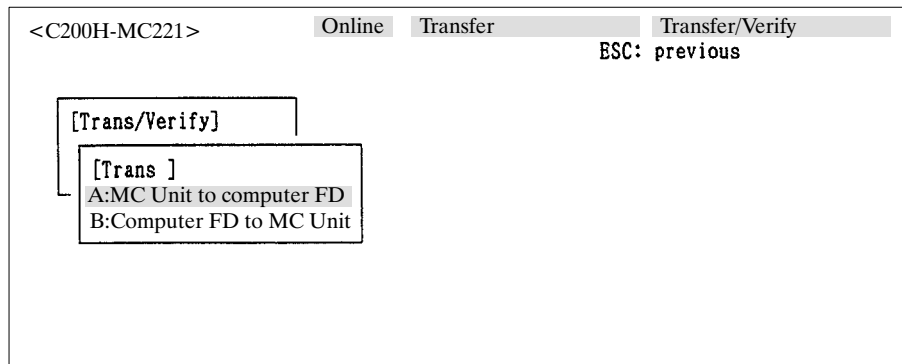 <C200H-MC221> Online Transfer Transfer/Verify
ESC: previous
[Trans/Verify]
[Trans ]
A:MC Unit to computer FD
B:Computer FD to MC Unit